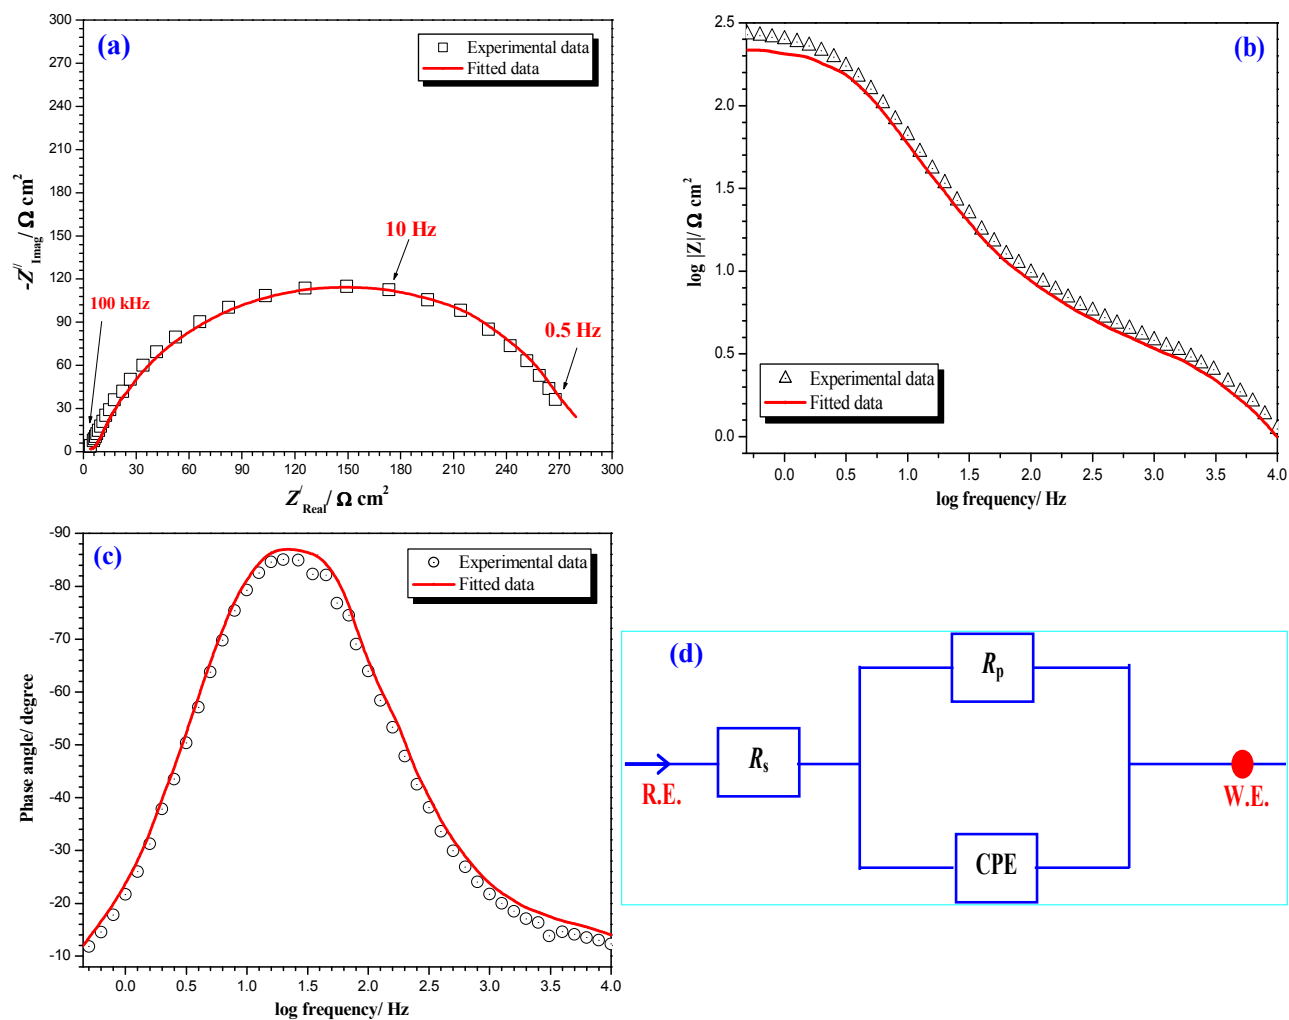 (a)
Experimental data
Fitted data
300
270
240
210
180
150
120
90
60
30
0
-Z//Imag/ Ω cm2
100 kHz
10 Hz
0.5 Hz
0 30 60 90 120 150 180 210 240 270 300
Z/Real/ Ω cm2
(b)
2.5
2.0
1.5
1.0
0.5
0.0
log |Z|/ Ω cm2
Experimental data
Fitted data
0.0 0.5 1.0 1.5 2.0 2.5 3.0 3.5 4.0
log frequency/ Hz
(c)
Experimental data
Fitted data
-90
-80
-70
-60
-50
-40
-30
-20
-10
Phase angle/ degree
0.0 0.5 1.0 1.5 2.0 2.5 3.0 3.5 4.0
log frequency/ Hz
(d)
Rp
Rs
R.E.
W.E.
CPE